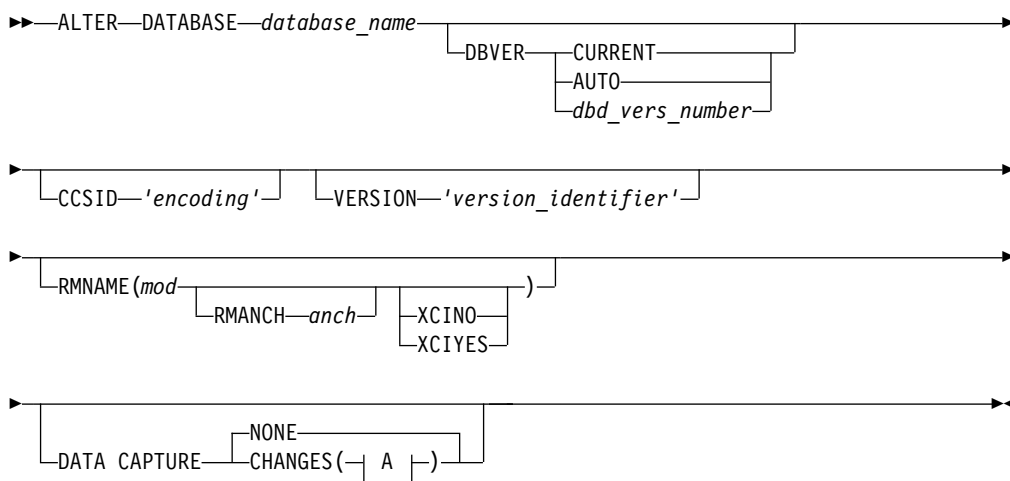 ALTER DATABASE database_name
DBVER CURRENT
AUTO
dbd_vers_number
CCSID 'encoding' VERSION 'version_identifier'
RMNAME(mod )
RMANCH anch XCINO
XCIYES
NONE
DATA CAPTURE CHANGES( A )